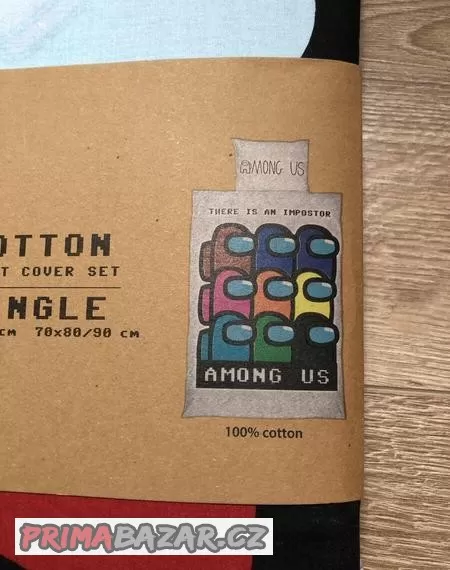 AMONG US
THERE IS AN IMPOSTOR
OTTON
T COVER SET
NGLE
CM 70x80/90 CM
AMONG US
100% cotton
PRIMABAZAR.CZ